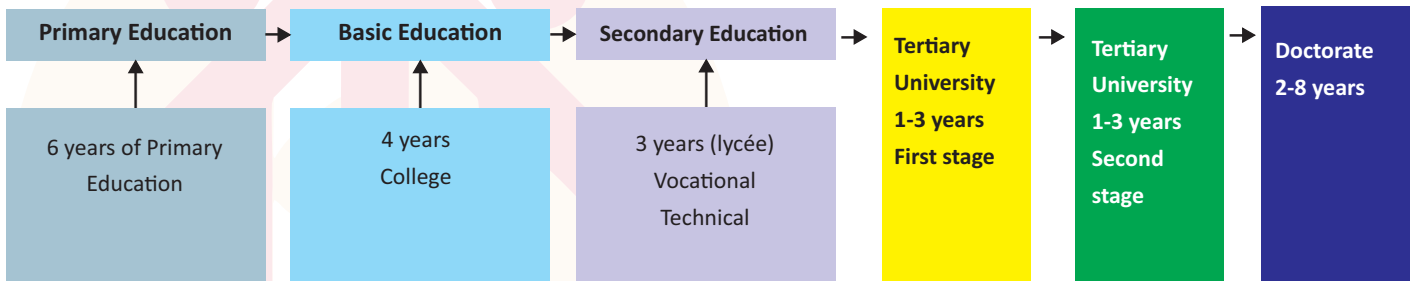 Primary Education
Basic Education
Secondary Education
6 years of Primary
Education
4 years
College
3 years (lycée)
Vocational
Technical
Tertiary
University
1-3 years
First stage
Tertiary
University
1-3 years
Second
stage
Doctorate
2-8 years